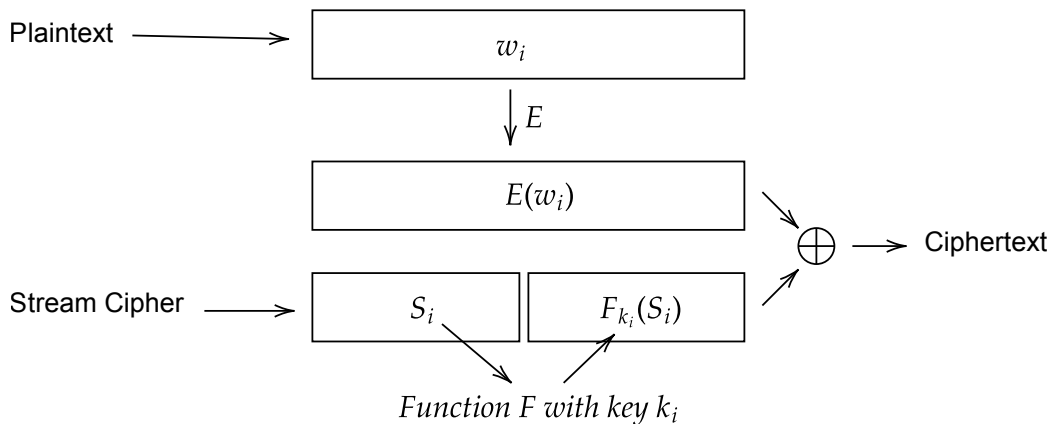 Plaintext
w_i
E
E(w_i)
Ciphertext
Stream Cipher
S_i
F_{k_i}(S_i)
Function F with key k_i